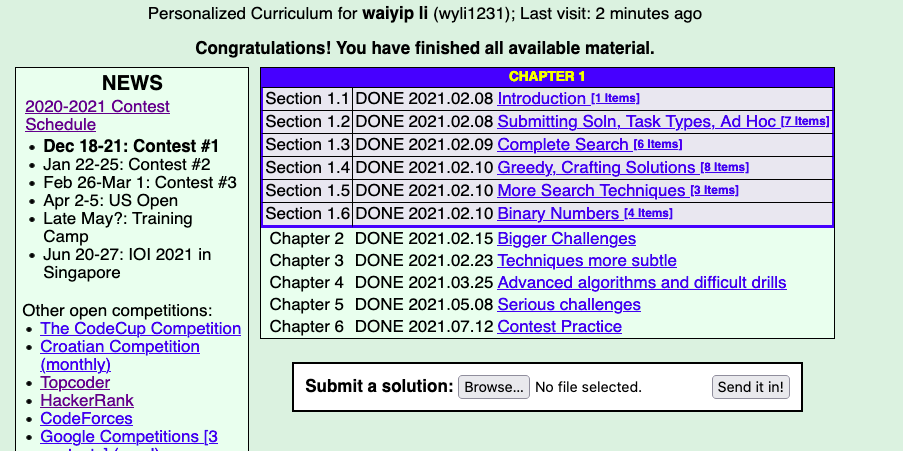 Personalized Curriculum for waiyip li (wyli1231); Last visit: 2 minutes ago
Congratulations! You have finished all available material.
NEWS
2020-2021 Contest
Schedule
• Dec 18-21: Contest #1
• Jan 22-25: Contest #2
• Feb 26-Mar 1: Contest #3
• Apr 2-5: US Open
• Late May?: Training
Camp
• Jun 20-27: IOI 2021 in
Singapore
Other open competitions:
• The CodeCup Competition
• Croatian Competition
(monthly)
• Topcoder
• HackerRank
• CodeForces
• Google Competitions [3
CHAPTER 1
Section 1.1 DONE 2021.02.08 Introduction [1 Items]
Section 1.2 DONE 2021.02.08 Submitting Soln, Task Types, Ad Hoc [7 Items]
Section 1.3 DONE 2021.02.09 Complete Search [6 Items]
Section 1.4 DONE 2021.02.10 Greedy, Crafting Solutions [8 Items]
Section 1.5 DONE 2021.02.10 More Search Techniques [3 Items]
Section 1.6 DONE 2021.02.10 Binary Numbers [4 Items]
Chapter 2 DONE 2021.02.15 Bigger Challenges
Chapter 3 DONE 2021.02.23 Techniques more subtle
Chapter 4 DONE 2021.03.25 Advanced algorithms and difficult drills
Chapter 5 DONE 2021.05.08 Serious challenges
Chapter 6 DONE 2021.07.12 Contest Practice
Submit a solution: Browse... No file selected. Send it in!